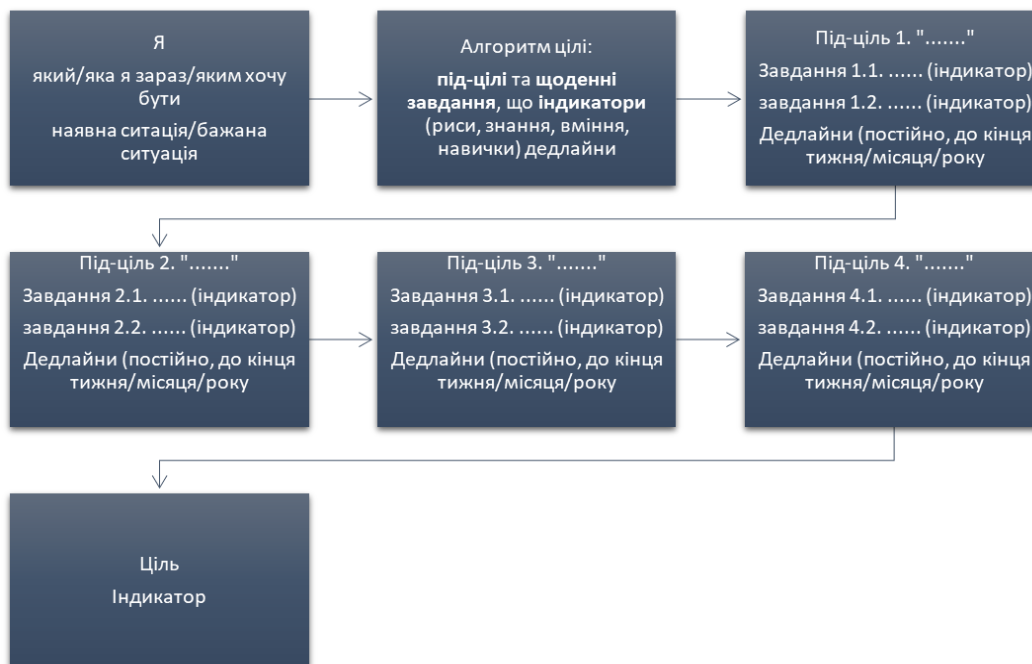 Я
який/яка я зараз/яким хочу
бути
наявна ситація/бажана
ситуація
Алгоритм цілі:
під-цілі та щоденні
завдання, що індикатори
(риси, знання, вміння,
навички) дедлайни
Під-ціль 1. "......."
Завдання 1.1. ...... (індикатор)
завдання 1.2. ...... (індикатор)
Дедлайни (постійно, до кінця
тижня/місяця/року
Під-ціль 2. "......."
Завдання 2.1. ...... (індикатор)
завдання 2.2. ...... (індикатор)
Дедлайни (постійно, до кінця
тижня/місяця/року
Під-ціль 3. "......."
Завдання 3.1. ...... (індикатор)
завдання 3.2. ...... (індикатор)
Дедлайни (постійно, до кінця
тижня/місяця/року
Під-ціль 4. "......."
Завдання 4.1. ...... (індикатор)
завдання 4.2. ...... (індикатор)
Дедлайни (постійно, до кінця
тижня/місяця/року
Ціль
Індикатор